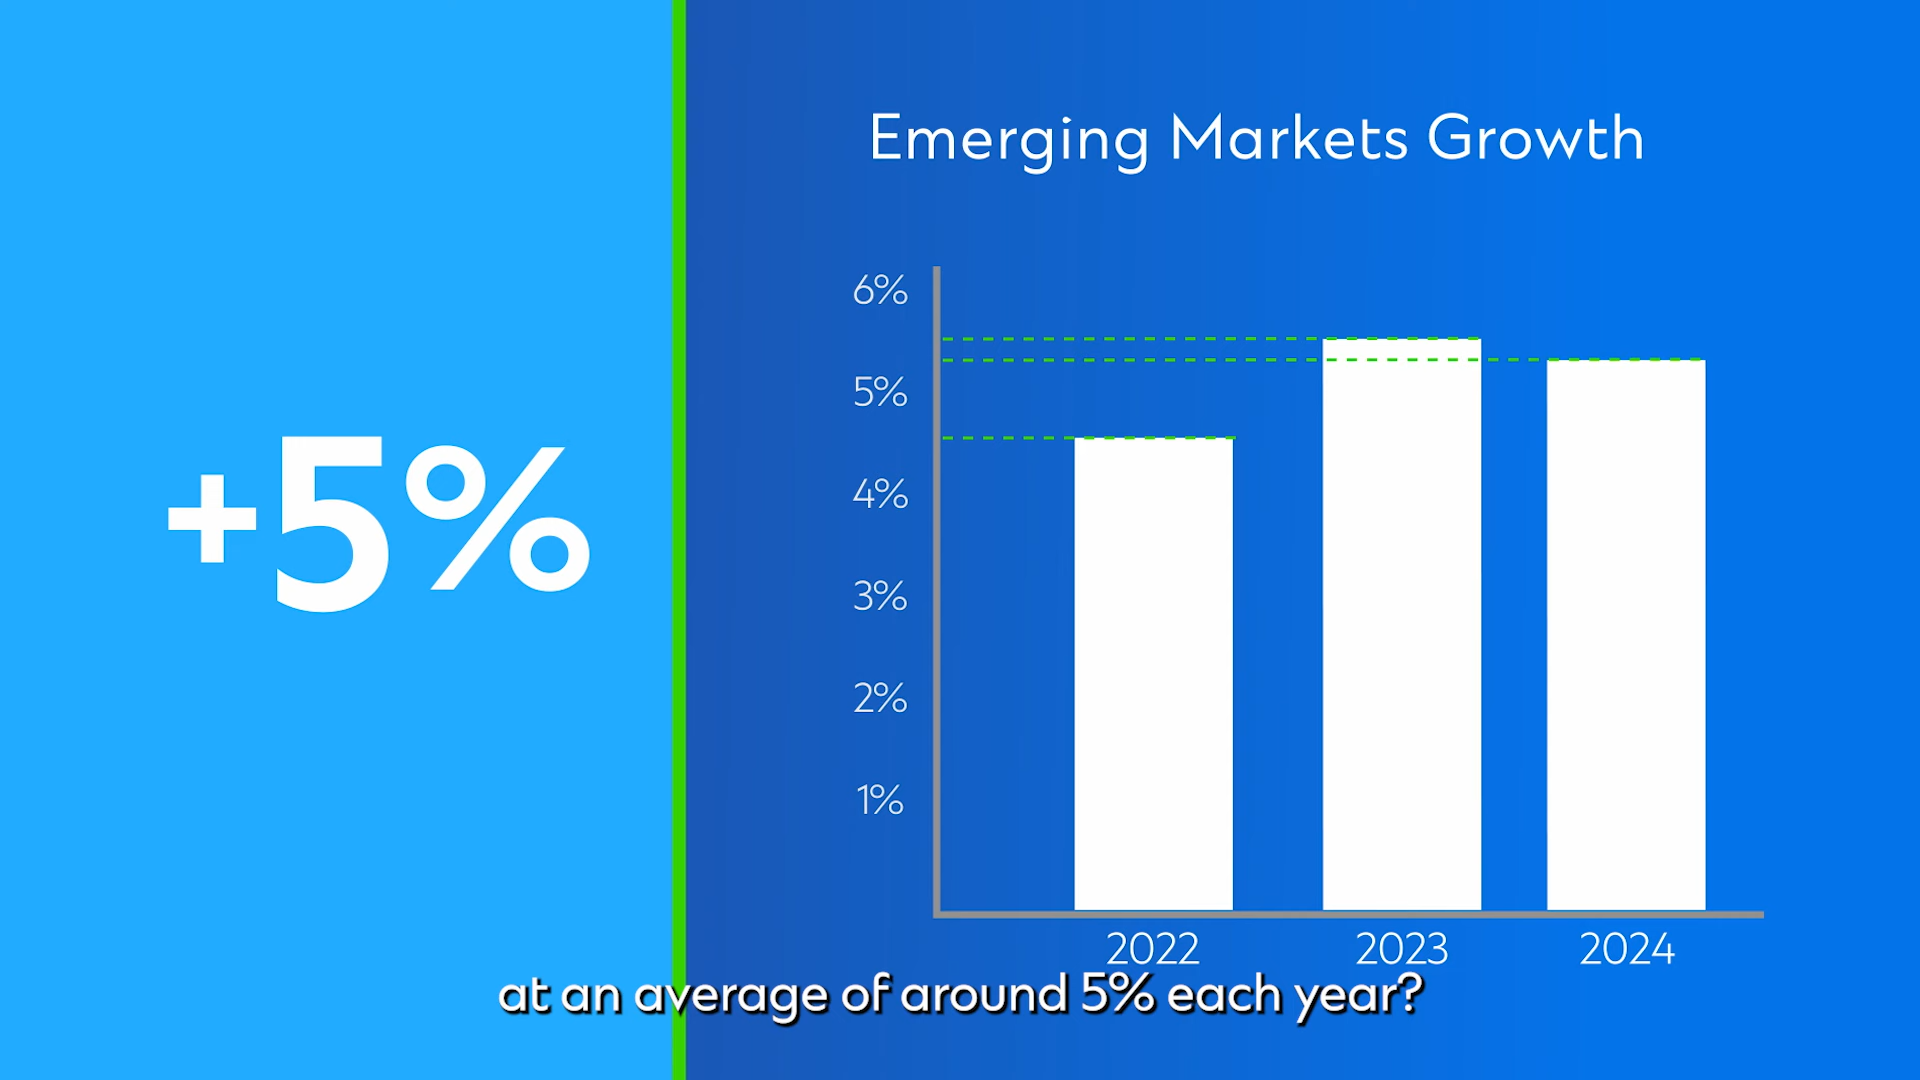 +5%
Emerging Markets Growth
6%
5%
4%
3%
2%
1%
2022 2023 2024
at an average of around 5% each year?